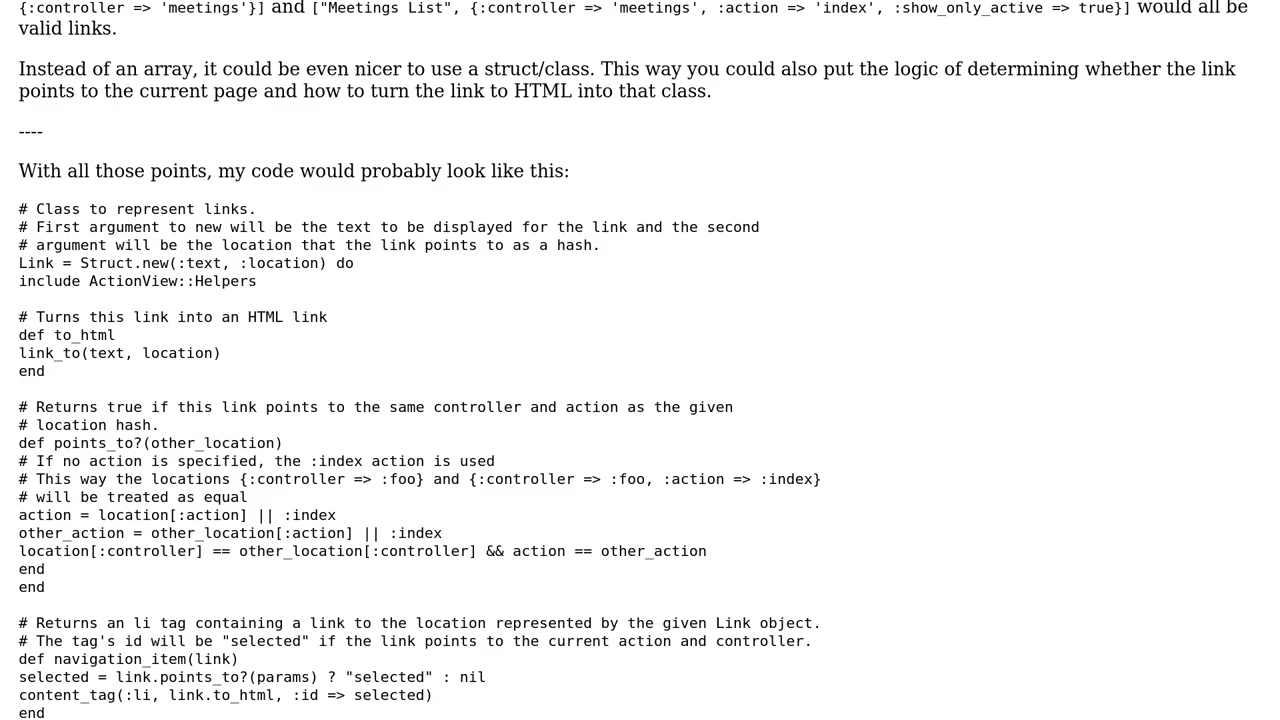 {:controller => 'meetings'}] and ["Meetings List", {:controller => 'meetings', :action => 'index', :show_only_active => true}] would all be
valid links.
Instead of an array, it could be even nicer to use a struct/class. This way you could also put the logic of determining whether the link
points to the current page and how to turn the link to HTML into that class.
----
With all those points, my code would probably look like this:
# Class to represent links.
# First argument to new will be the text to be displayed for the link and the second
# argument will be the location that the link points to as a hash.
Link = Struct.new(:text, :location) do
include ActionView::Helpers
# Turns this link into an HTML link
def to_html
link_to(text, location)
end
# Returns true if this link points to the same controller and action as the given
# location hash.
def points_to?(other_location)
# If no action is specified, the :index action is used
# This way the locations {:controller => :foo} and {:controller => :foo, :action => :index}
# will be treated as equal
action = location[:action] || :index
other_action = other_location[:action] || :index
location[:controller] == other_location[:controller] && action == other_action
end
end
# Returns an li tag containing a link to the location represented by the given Link object.
# The tag's id will be "selected" if the link points to the current action and controller.
def navigation_item(link)
selected = link.points_to?(params) ? "selected" : nil
content_tag(:li, link.to_html, :id => selected)
end